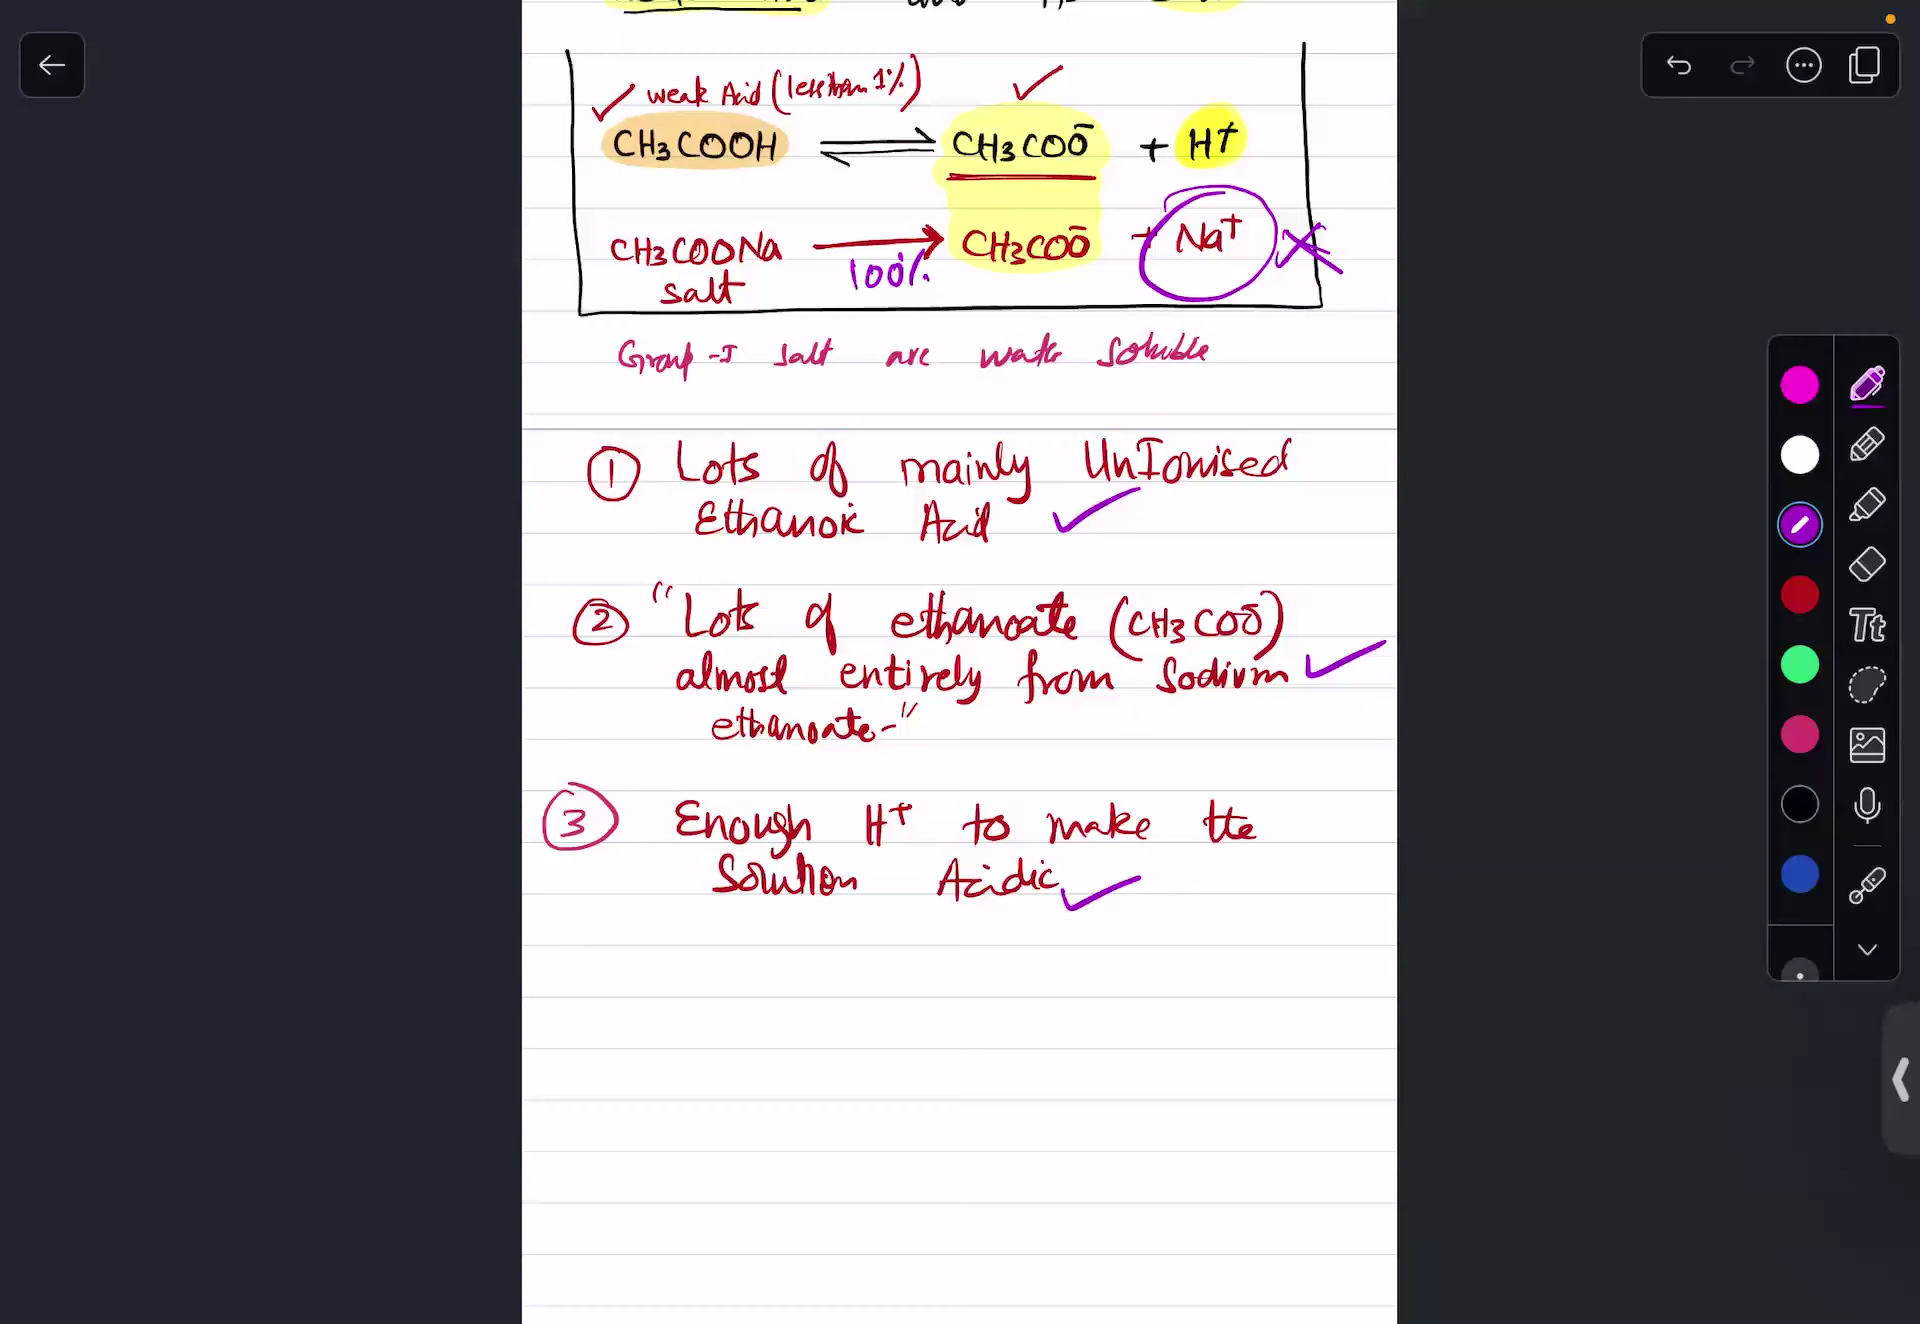 ✓ weak Acid (less than 1%) ✓
CH₃COOH ⇌ CH₃COO⁻ + H⁺
CH₃COONa → CH₃COO⁻ + Na⁺
salt 100%
Group-I salt are water soluble
① Lots of mainly UnIonised
Ethanoic Acid ✓
② "Lots of ethanoate (CH₃COO⁻)
almost entirely from Sodium ✓
ethanoate-"
③ Enough H⁺ to make the
Solution Acidic ✓
Tt